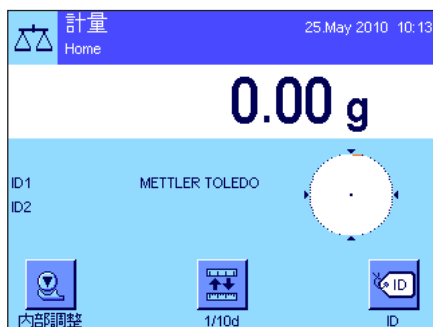 計量
25.May 2010 10:13
Home
0.00 g
ID1
METTLER TOLEDO
ID2
ID
内部調整
1/10d
ID